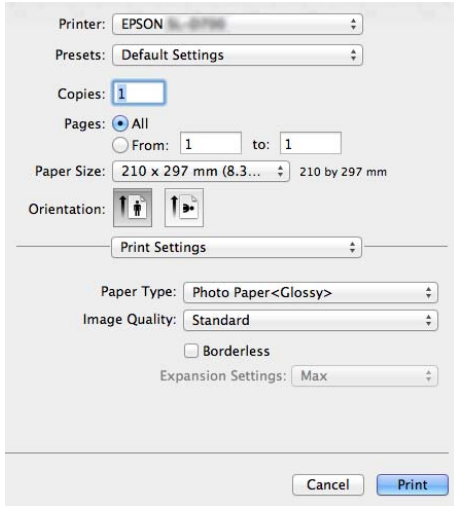 Printer: EPSON
Presets: Default Settings
Copies: 1
Pages: All
From: 1 to: 1
Paper Size: 210 x 297 mm (8.3... 210 by 297 mm
Orientation:
Print Settings
Paper Type: Photo Paper<Glossy>
Image Quality: Standard
Borderless
Expansion Settings: Max
Cancel Print